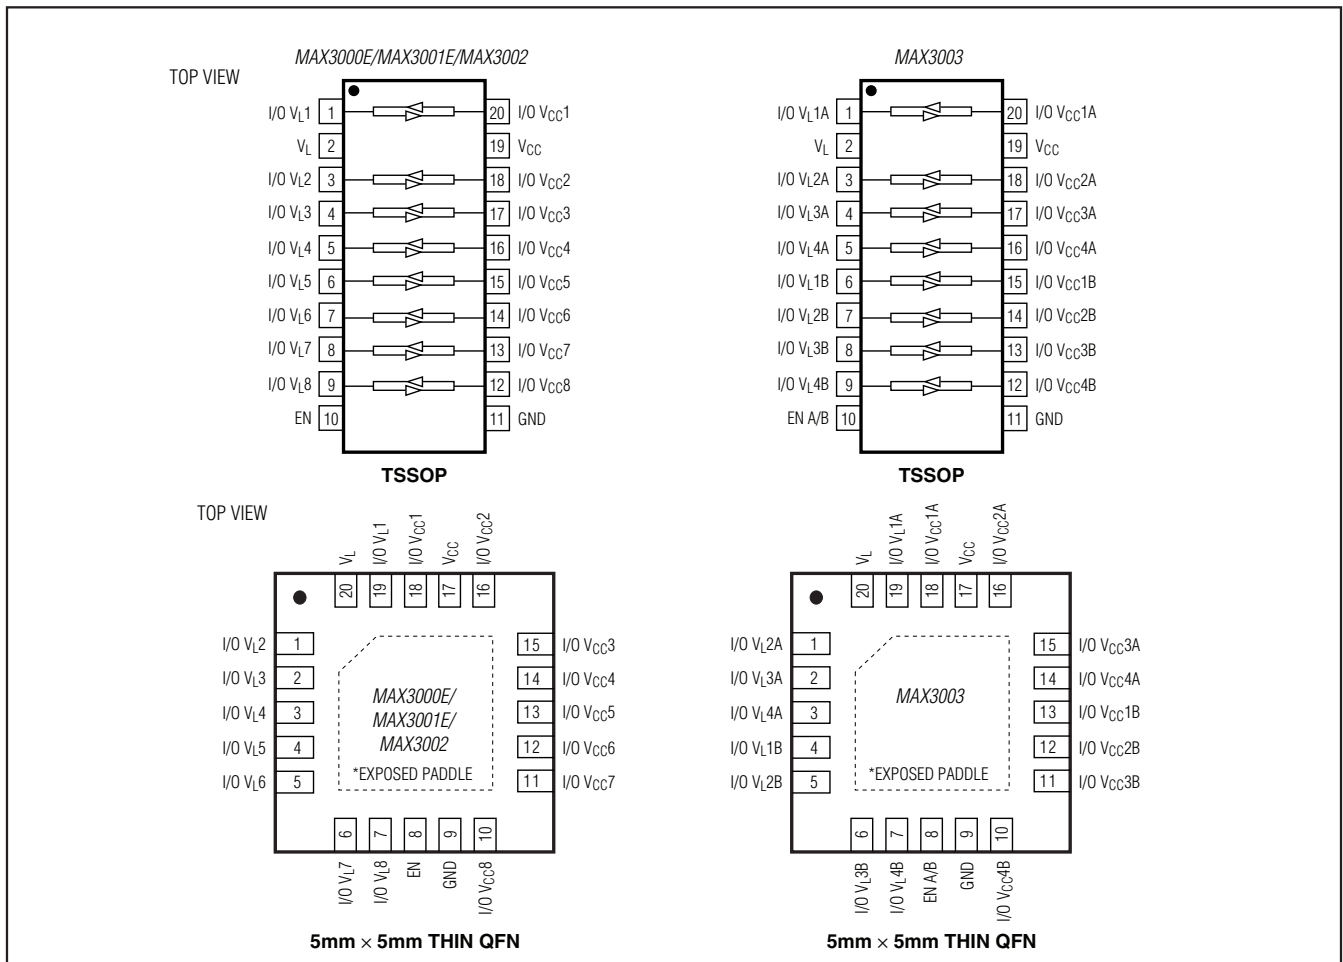 MAX3000E/MAX3001E/MAX3002
TOP VIEW
I/O VL1 1 20 I/O VCC1
VL 2 19 VCC
I/O VL2 3 18 I/O VCC2
I/O VL3 4 17 I/O VCC3
I/O VL4 5 16 I/O VCC4
I/O VL5 6 15 I/O VCC5
I/O VL6 7 14 I/O VCC6
I/O VL7 8 13 I/O VCC7
I/O VL8 9 12 I/O VCC8
EN 10 11 GND
TSSOP
MAX3003
I/O VL1A 1 20 I/O VCC1A
VL 2 19 VCC
I/O VL2A 3 18 I/O VCC2A
I/O VL3A 4 17 I/O VCC3A
I/O VL4A 5 16 I/O VCC4A
I/O VL1B 6 15 I/O VCC1B
I/O VL2B 7 14 I/O VCC2B
I/O VL3B 8 13 I/O VCC3B
I/O VL4B 9 12 I/O VCC4B
EN A/B 10 11 GND
TSSOP
TOP VIEW
VL I/O VL1 I/O VCC1 VCC I/O VCC2
20 19 18 17 16
I/O VL2 1 15 I/O VCC3
I/O VL3 2 14 I/O VCC4
I/O VL4 3 13 I/O VCC5
I/O VL5 4 12 I/O VCC6
I/O VL6 5 11 I/O VCC7
MAX3000E/
MAX3001E/
MAX3002
*EXPOSED PADDLE
6 7 8 9 10
I/O VL7 I/O VL8 EN GND I/O VCC8
5mm × 5mm THIN QFN
VL I/O VL1A I/O VCC1A VCC I/O VCC2A
20 19 18 17 16
I/O VL2A 1 15 I/O VCC3A
I/O VL3A 2 14 I/O VCC4A
I/O VL4A 3 13 I/O VCC1B
I/O VL1B 4 12 I/O VCC2B
I/O VL2B 5 11 I/O VCC3B
MAX3003
*EXPOSED PADDLE
6 7 8 9 10
I/O VL3B I/O VL4B EN A/B GND I/O VCC4B
5mm × 5mm THIN QFN